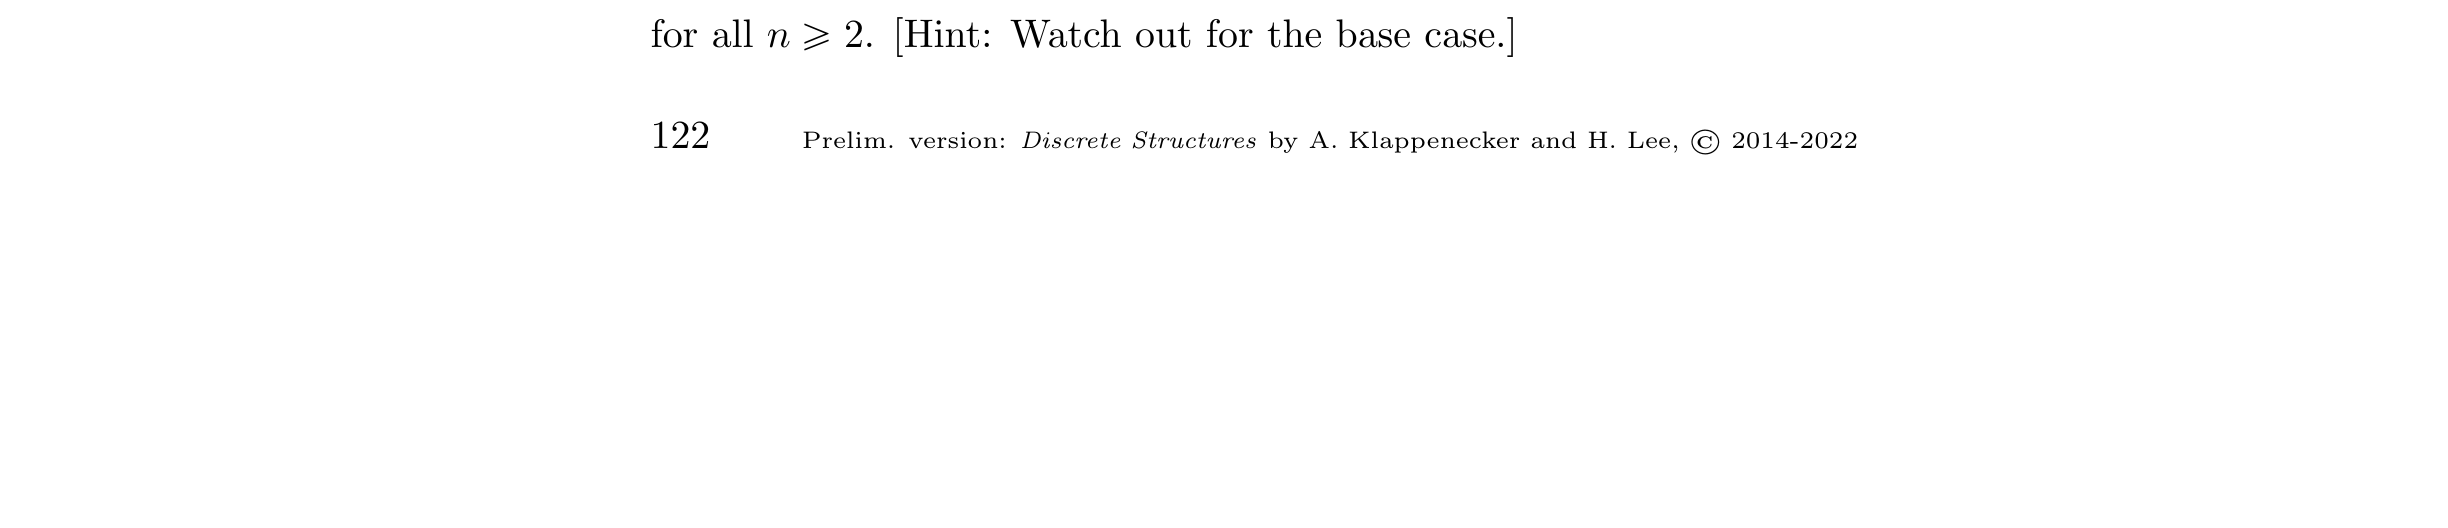 for all n ⩾ 2. [Hint: Watch out for the base case.]
122 Prelim. version: Discrete Structures by A. Klappenecker and H. Lee, © 2014-2022